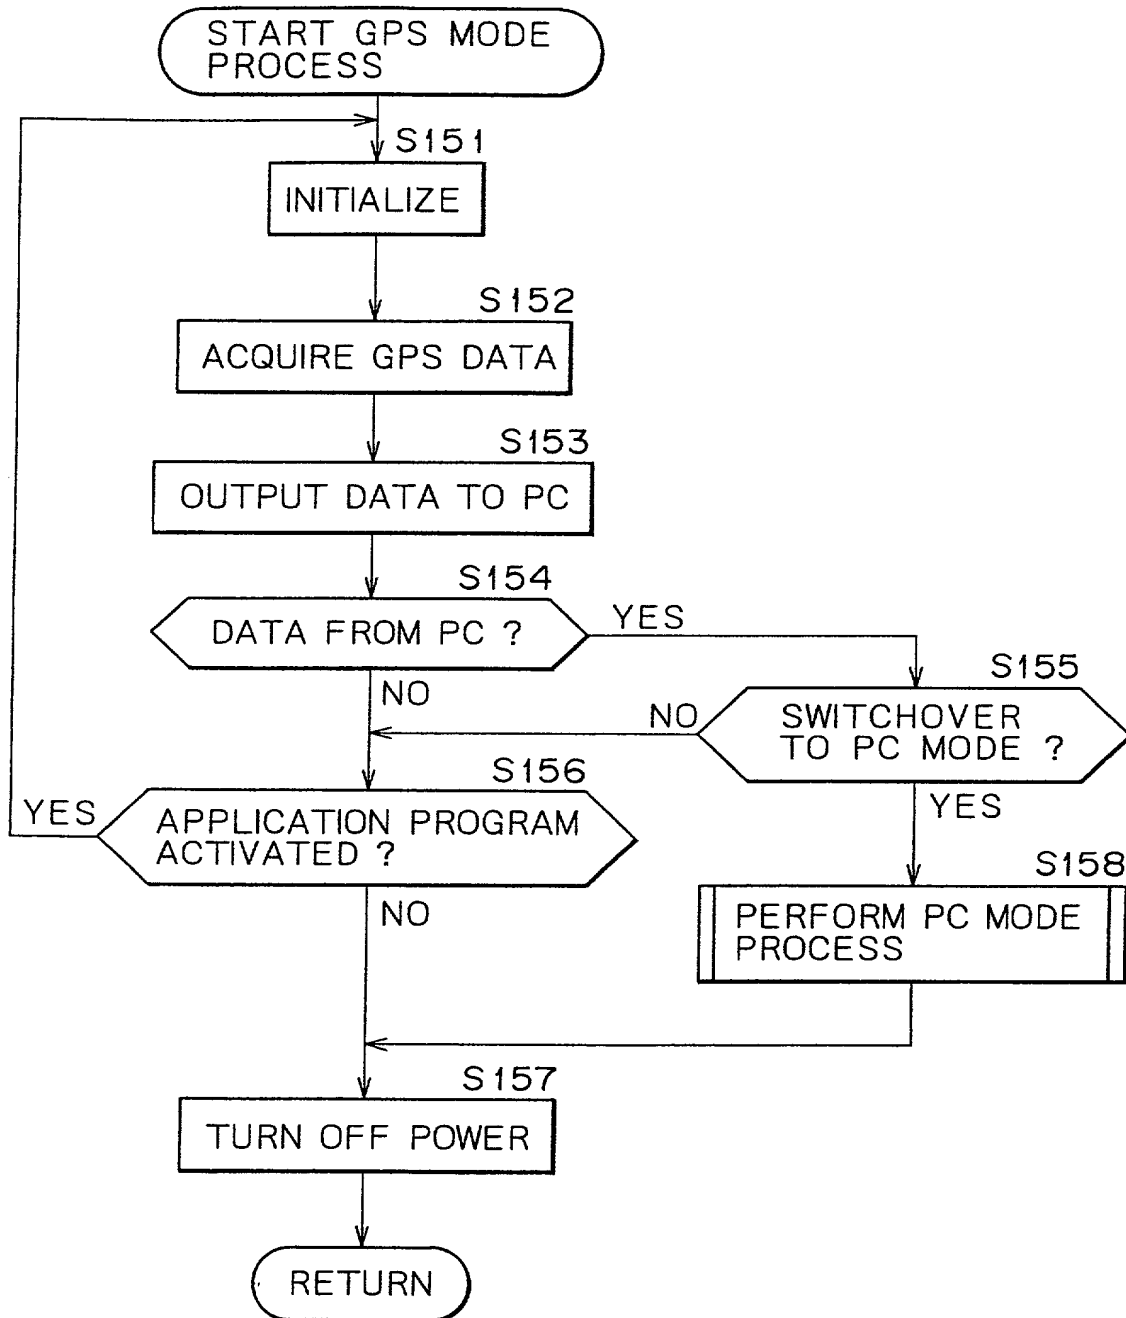 START GPS MODE
PROCESS
S151
INITIALIZE
S152
ACQUIRE GPS DATA
S153
OUTPUT DATA TO PC
S154
DATA FROM PC ?
YES
NO
S155
SWITCHOVER
TO PC MODE ?
NO
YES
S156
APPLICATION PROGRAM
ACTIVATED ?
YES
NO
S158
PERFORM PC MODE
PROCESS
S157
TURN OFF POWER
RETURN